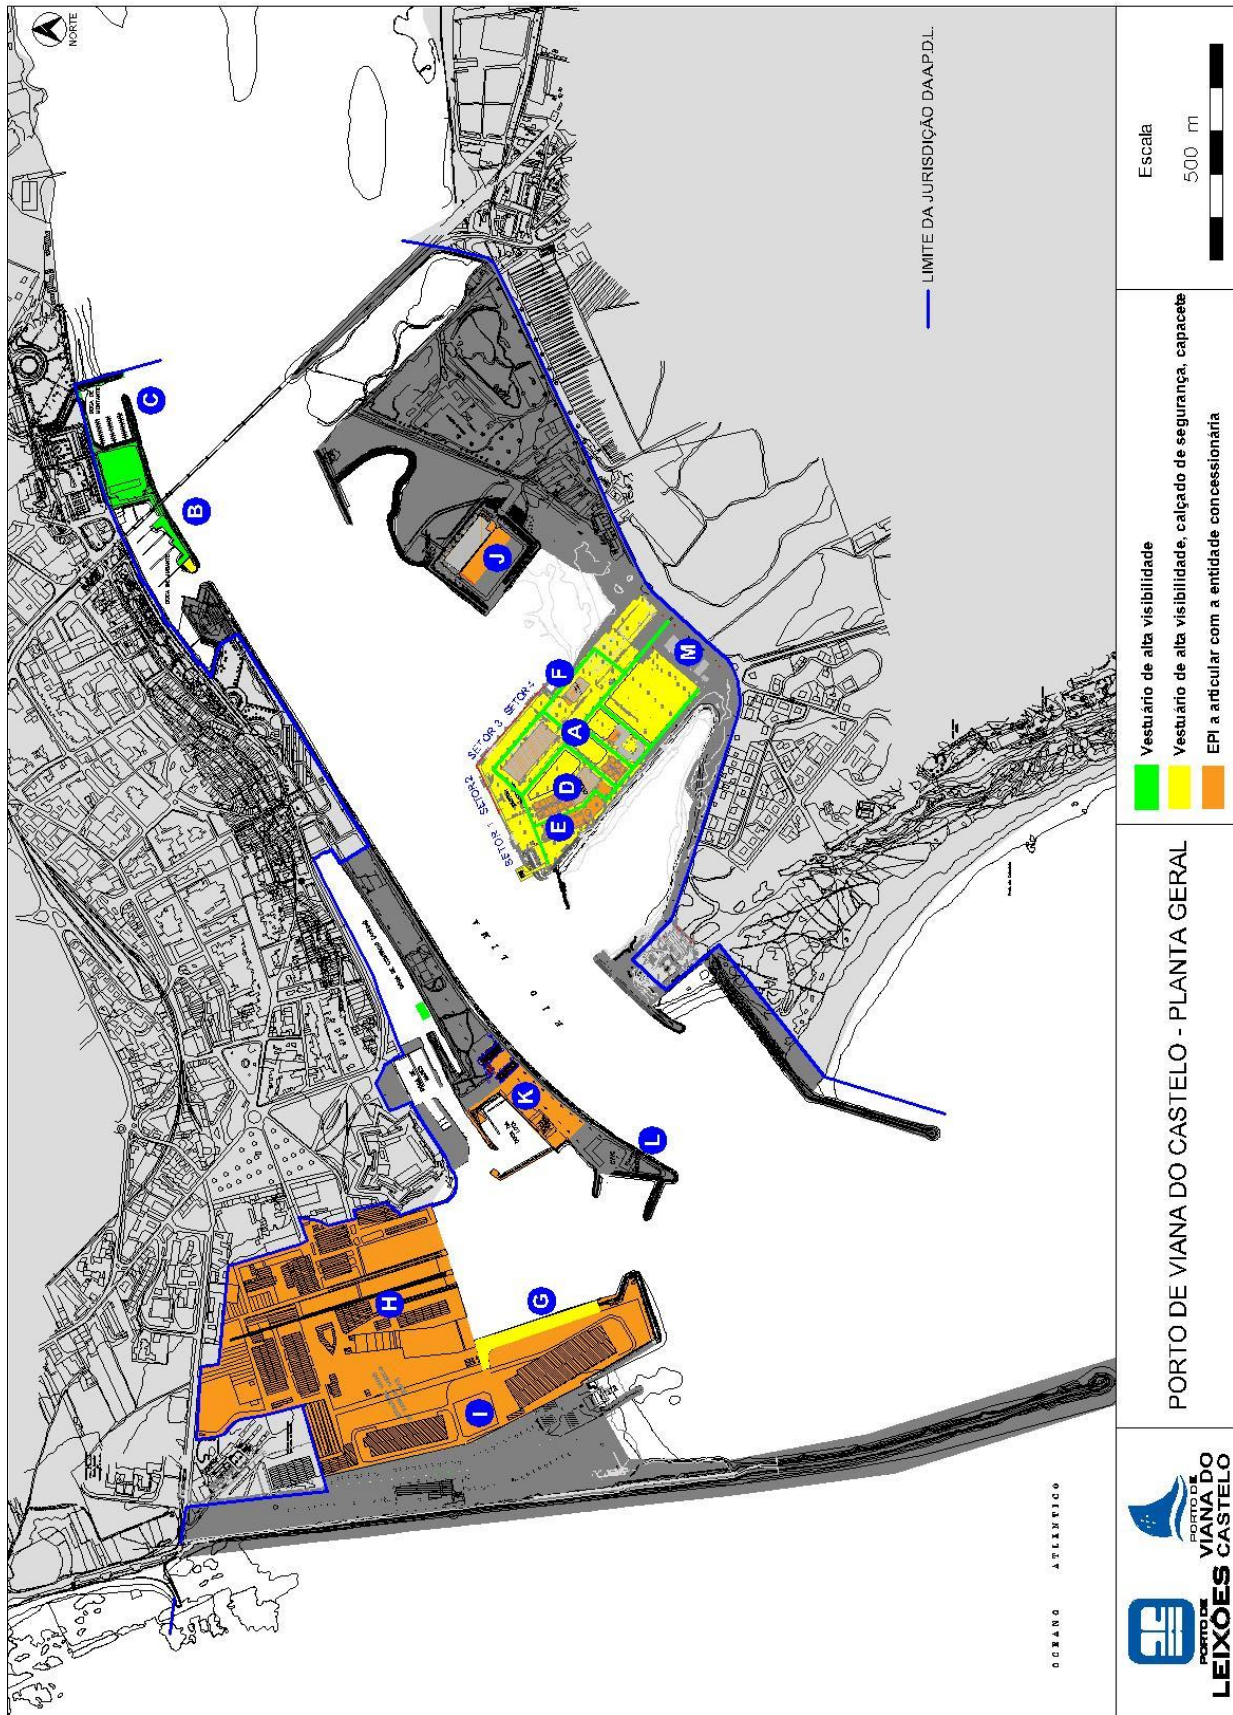 NORTE
C
B
J
F
M
A
D
E
SETOR 1
SETOR 2
SETOR 3
SETOR 4
RIO LIMA
K
L
H
G
I
OCEANO ATLANTICO
LIMITE DA JURISDIÇÃO DA A.P.D.L.
PORTO DE
LEIXÕES
PORTO DE
VIANA DO
CASTELO
PORTO DE VIANA DO CASTELO - PLANTA GERAL
Vestuário de alta visibilidade
Vestuário de alta visibilidade, calçado de segurança, capacete
EPI a articular com a entidade concessionária
Escala
500 m